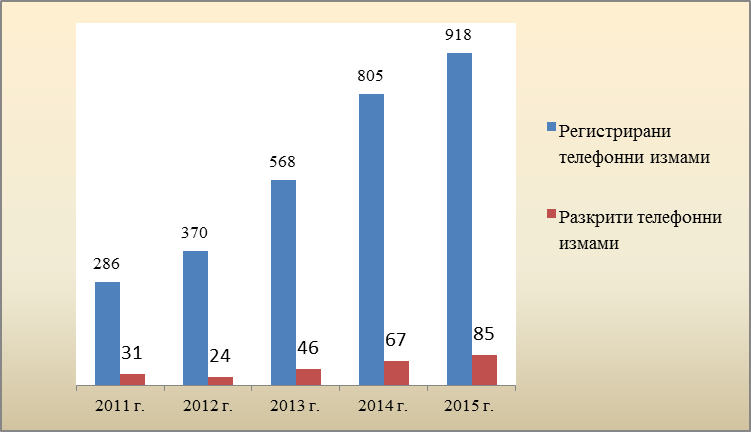 918
805
568
370
286
85
67
46
31
24
2011 г.
2012 г.
2013 г.
2014 г.
2015 г.
Регистрирани
телефонни измами
Разкрити телефонни
измами